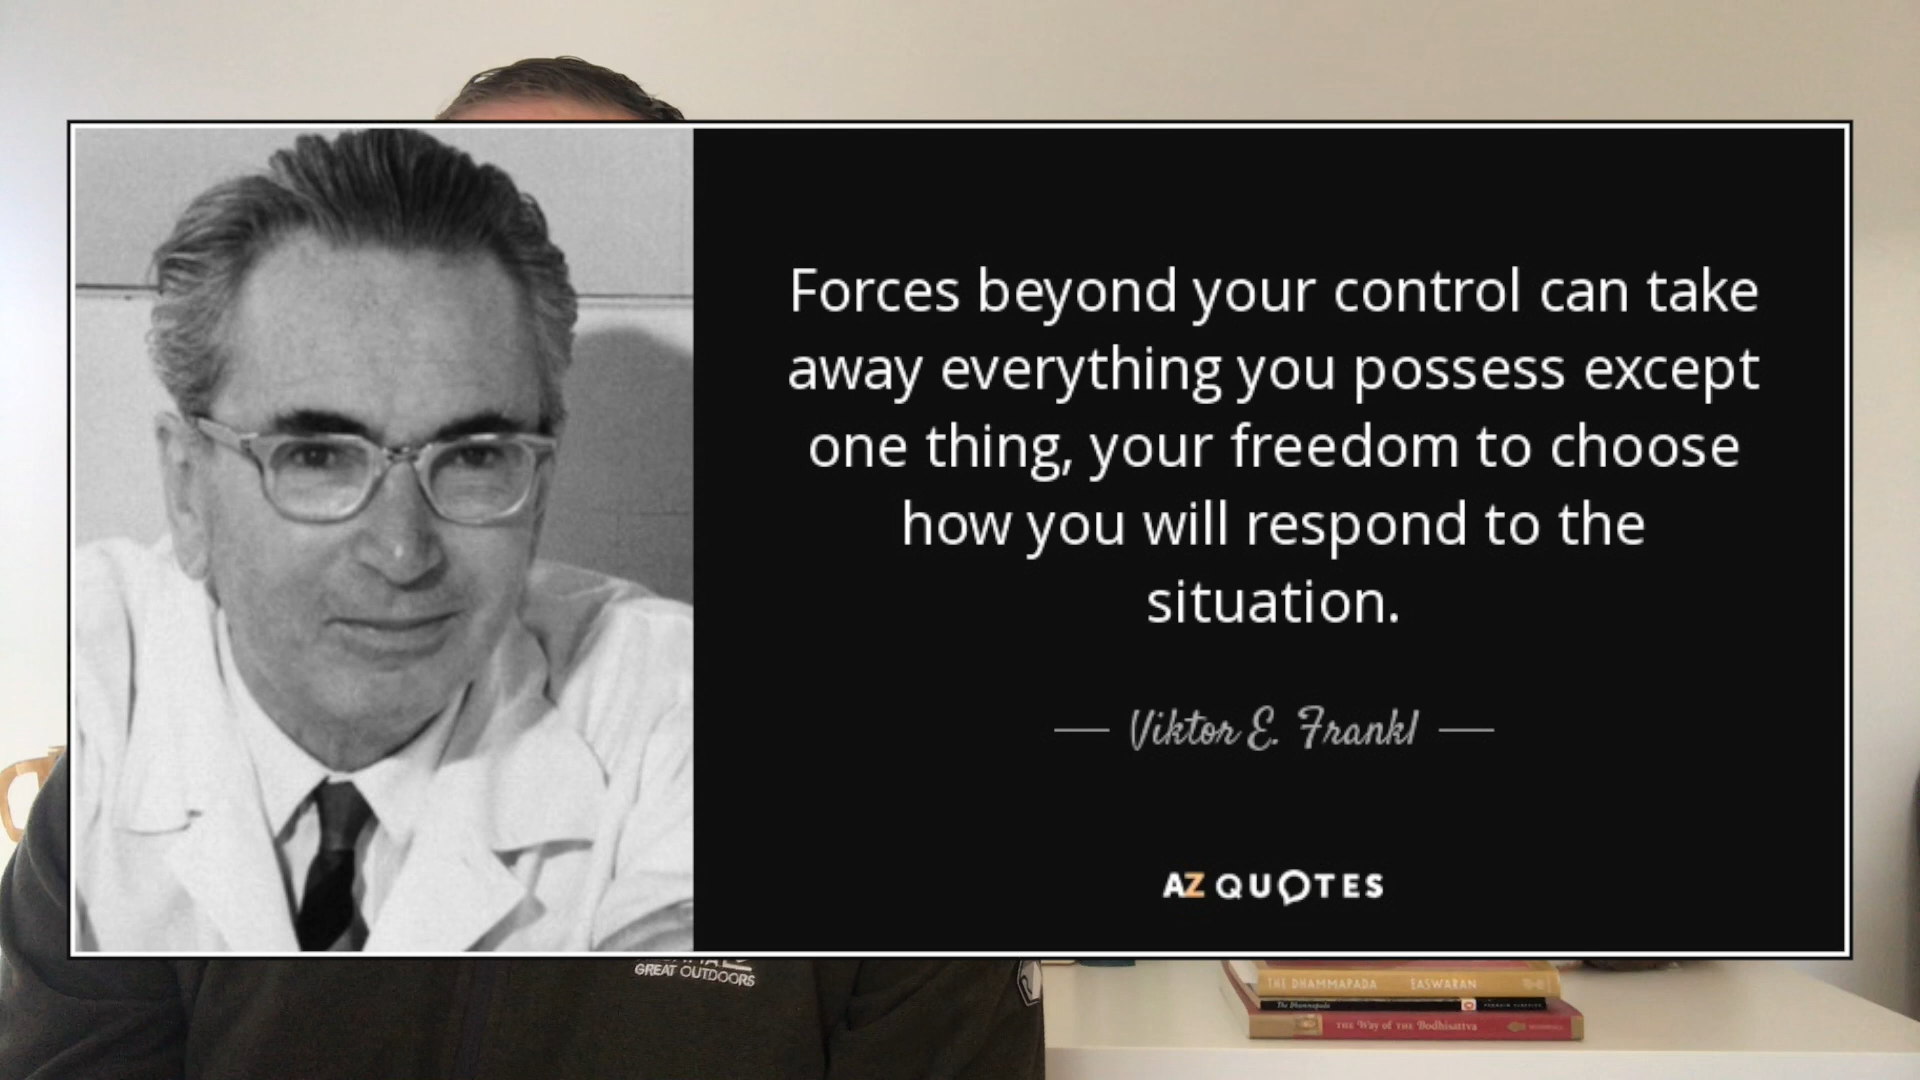 Forces beyond your control can take
away everything you possess except
one thing, your freedom to choose
how you will respond to the
situation.
Viktor E. Frankl
AZ QUOTES
GREAT OUTDOORS
THE DHAMMAPADA EASWARAN
The Dhammapada
THE Way of THE Bodhisattva